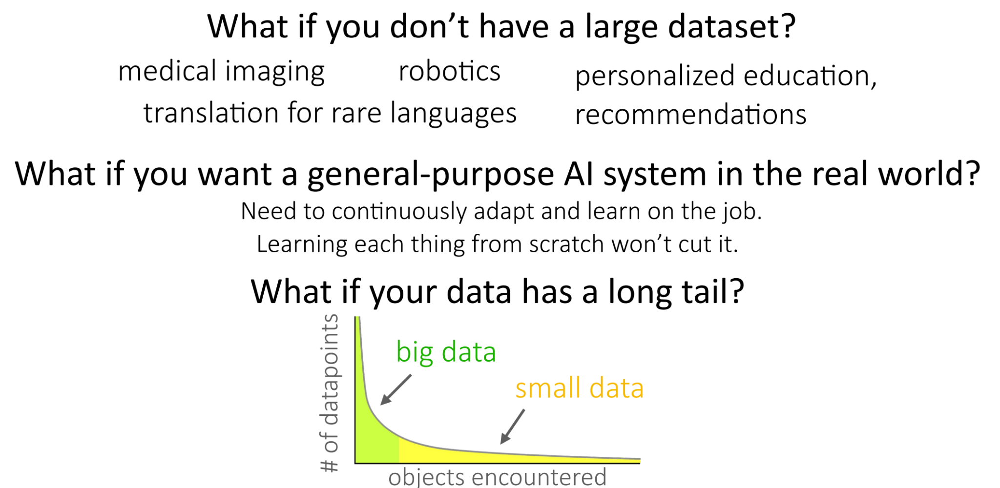 What if you don’t have a large dataset?
medical imaging
robotics
translation for rare languages
personalized education,
recommendations
What if you want a general-purpose AI system in the real world?
Need to continuously adapt and learn on the job.
Learning each thing from scratch won’t cut it.
What if your data has a long tail?
# of datapoints
big data
small data
objects encountered